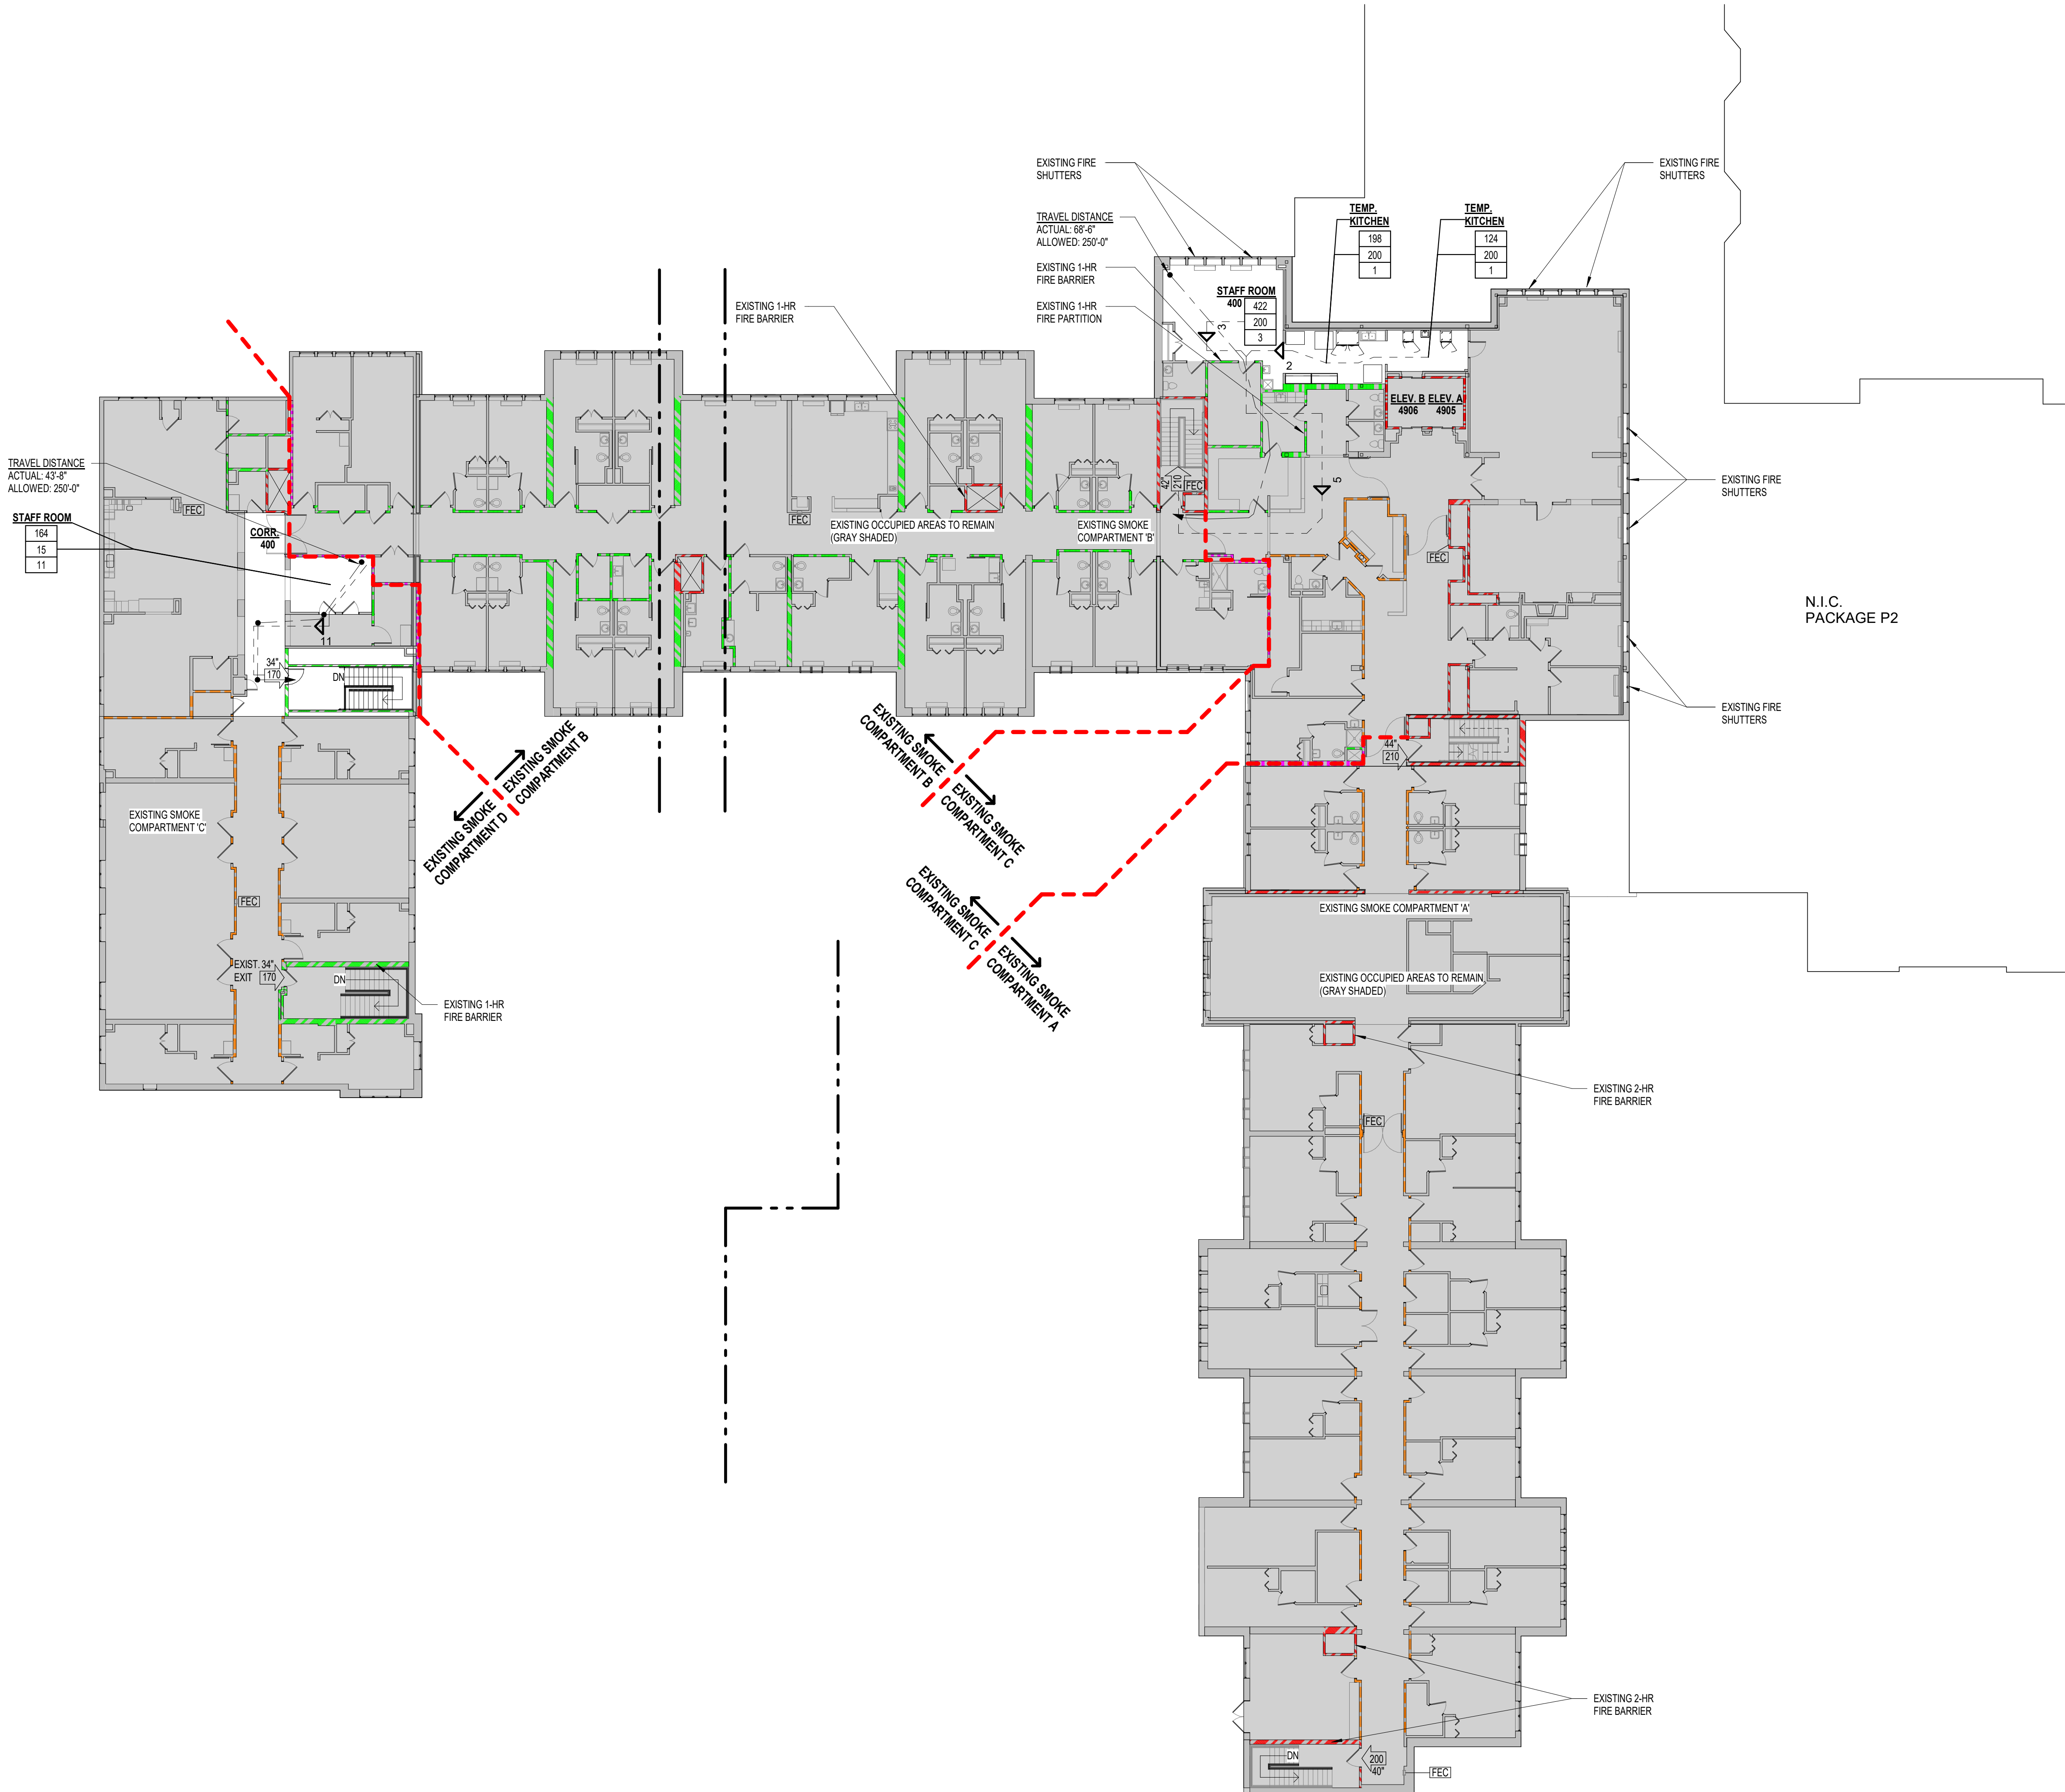 EXISTING FIRE
SHUTTERS
EXISTING FIRE
SHUTTERS
TRAVEL DISTANCE
ACTUAL: 68'-6"
ALLOWED: 250'-0"
TEMP.
KITCHEN
198
200
1
TEMP.
KITCHEN
124
200
1
EXISTING 1-HR
FIRE BARRIER
EXISTING 1-HR
FIRE PARTITION
STAFF ROOM
400
422
200
3
3
2
EXISTING 1-HR
FIRE BARRIER
ELEV. B
4906
ELEV. A
4905
TRAVEL DISTANCE
ACTUAL: 43'-8"
ALLOWED: 250'-0"
STAFF ROOM
164
15
11
FEC
CORR.
400
FEC
EXISTING OCCUPIED AREAS TO REMAIN
(GRAY SHADED)
EXISTING SMOKE
COMPARTMENT 'B'
42"
210
FEC
5
FEC
EXISTING FIRE
SHUTTERS
N.I.C.
PACKAGE P2
11
34"
170
DN
EXISTING FIRE
SHUTTERS
44"
210
EXISTING SMOKE
COMPARTMENT B
EXISTING SMOKE
COMPARTMENT D
EXISTING SMOKE
COMPARTMENT B
EXISTING SMOKE
COMPARTMENT C
EXISTING SMOKE
COMPARTMENT C
EXISTING SMOKE
COMPARTMENT A
EXISTING SMOKE
COMPARTMENT 'C'
FEC
EXISTING SMOKE COMPARTMENT 'A'
EXISTING OCCUPIED AREAS TO REMAIN
(GRAY SHADED)
EXIST. 34"
EXIT
170
DN
EXISTING 1-HR
FIRE BARRIER
EXISTING 2-HR
FIRE BARRIER
FEC
EXISTING 2-HR
FIRE BARRIER
DN
200
40"
FEC